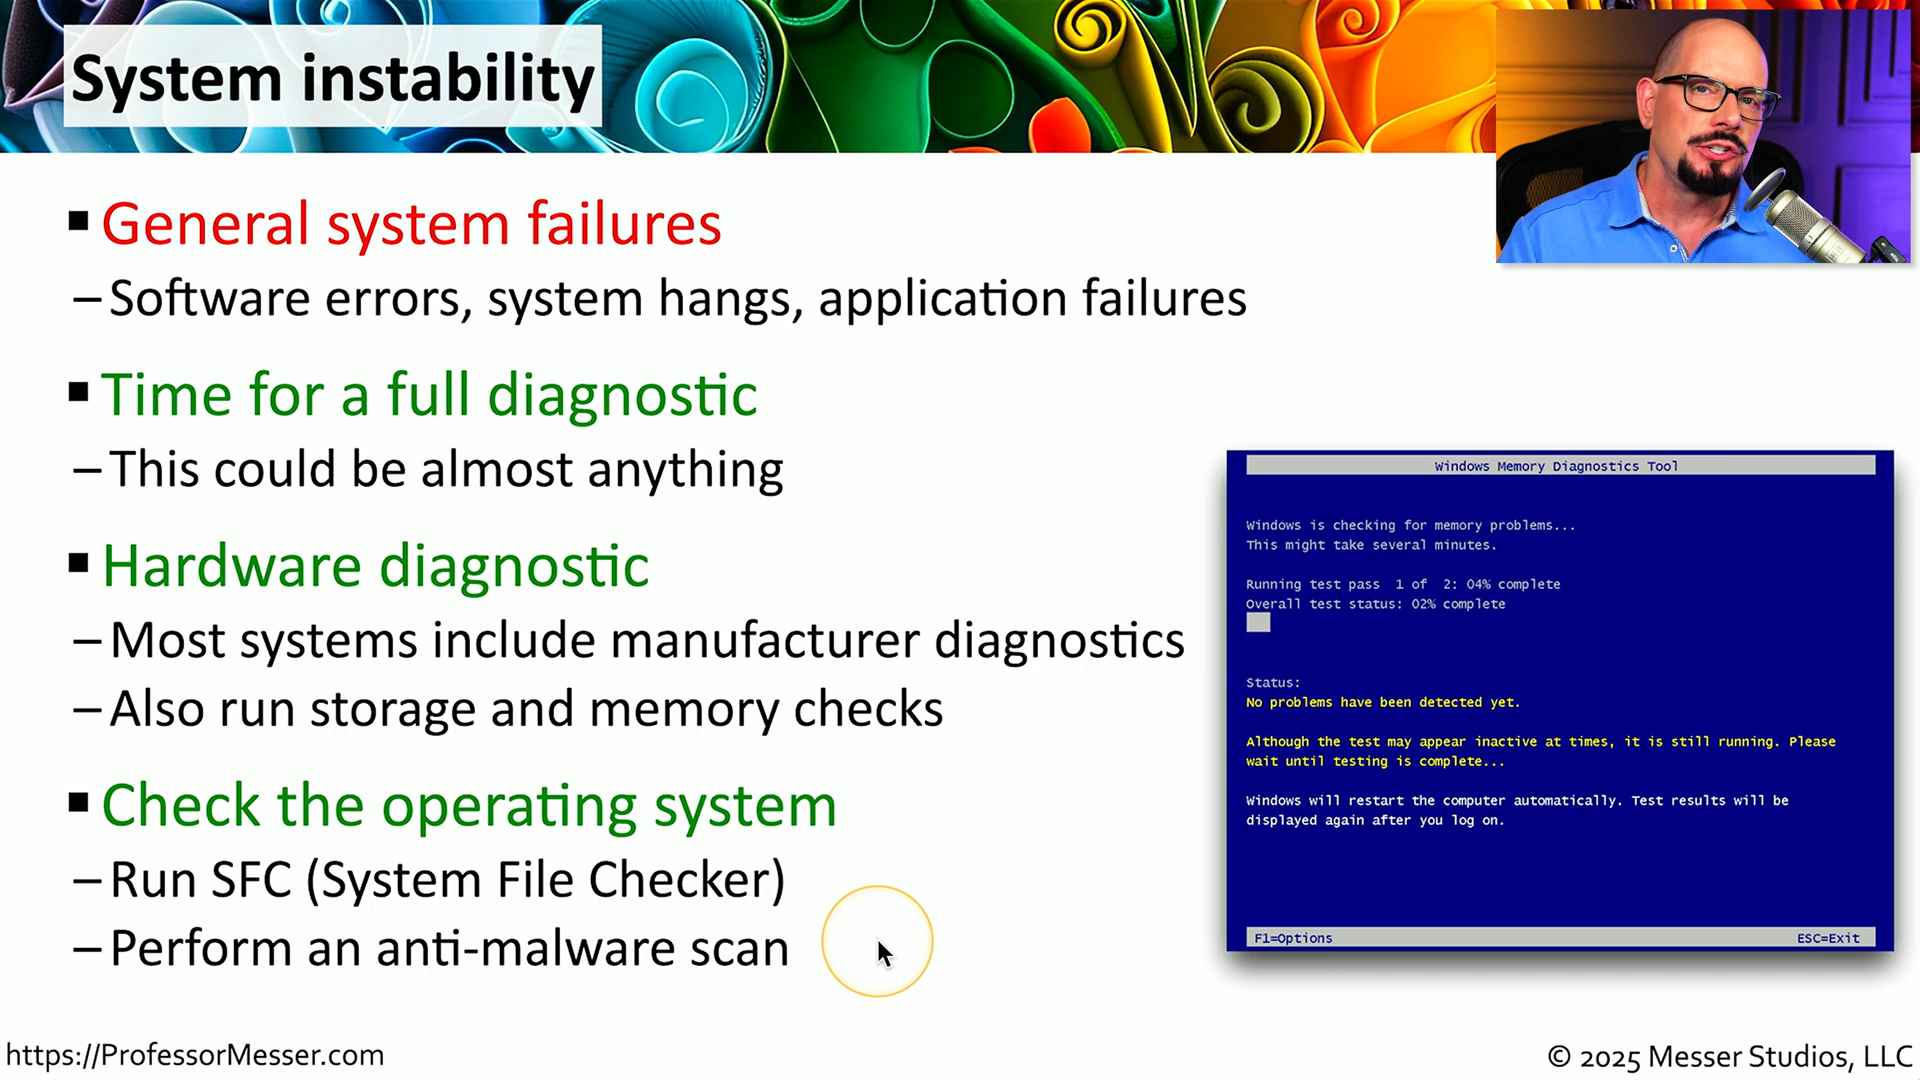 System instability
General system failures
– Software errors, system hangs, application failures
Time for a full diagnostic
– This could be almost anything
Hardware diagnostic
– Most systems include manufacturer diagnostics
– Also run storage and memory checks
Check the operating system
– Run SFC (System File Checker)
– Perform an anti-malware scan
Windows Memory Diagnostics Tool
Windows is checking for memory problems...
This might take several minutes.
Running test pass 1 of 2: 04% complete
Overall test status: 02% complete
Status:
No problems have been detected yet.
Although the test may appear inactive at times, it is still running. Please
wait until testing is complete...
Windows will restart the computer automatically. Test results will be
displayed again after you log on.
F1=Options ESC=Exit
https://ProfessorMesser.com
© 2025 Messer Studios, LLC